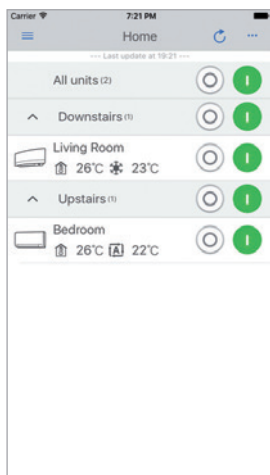 Carrier 7:21 PM
Home
--- Last update at 19:21 ---
All units (2)
Downstairs (1)
Living Room
26°C 23°C
Upstairs (1)
Bedroom
26°C A 22°C